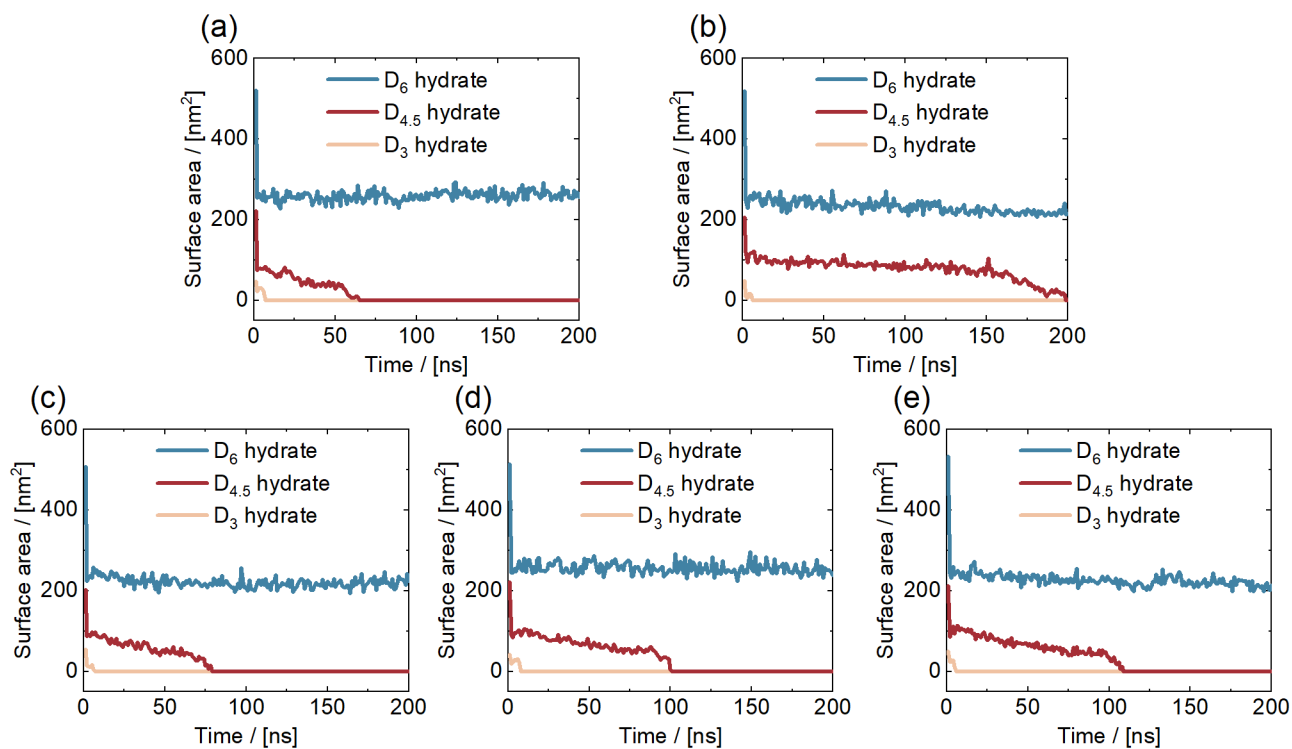 (a)
600
400
200
0
Surface area / [nm²]
D₆ hydrate
D₄.₅ hydrate
D₃ hydrate
0 50 100 150 200
Time / [ns]
(b)
600
400
200
0
Surface area / [nm²]
D₆ hydrate
D₄.₅ hydrate
D₃ hydrate
0 50 100 150 200
Time / [ns]
(c)
600
400
200
0
Surface area / [nm²]
D₆ hydrate
D₄.₅ hydrate
D₃ hydrate
0 50 100 150 200
Time / [ns]
(d)
600
400
200
0
Surface area / [nm²]
D₆ hydrate
D₄.₅ hydrate
D₃ hydrate
0 50 100 150 200
Time / [ns]
(e)
600
400
200
0
Surface area / [nm²]
D₆ hydrate
D₄.₅ hydrate
D₃ hydrate
0 50 100 150 200
Time / [ns]